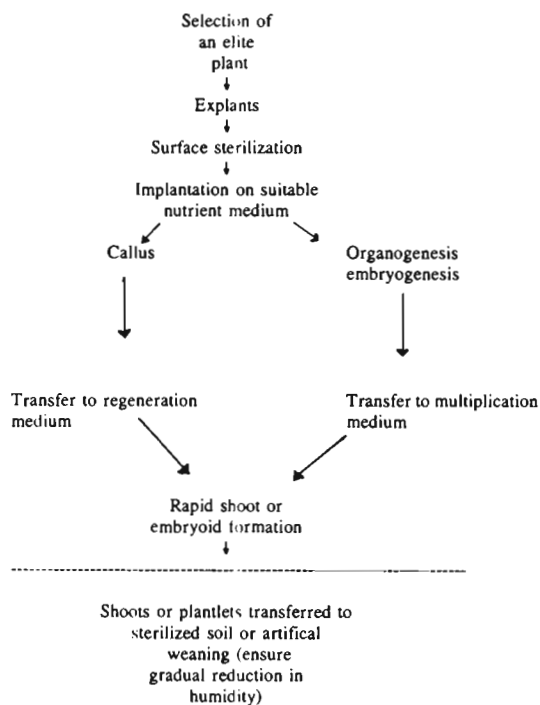 Selection of
an elite
plant
Explants
Surface sterilization
Implantation on suitable
nutrient medium
Callus
Organogenesis
embryogenesis
Transfer to regeneration
medium
Transfer to multiplication
medium
Rapid shoot or
embryoid formation
Shoots or plantlets transferred to
sterilized soil or artifical
weaning (ensure
gradual reduction in
humidity)